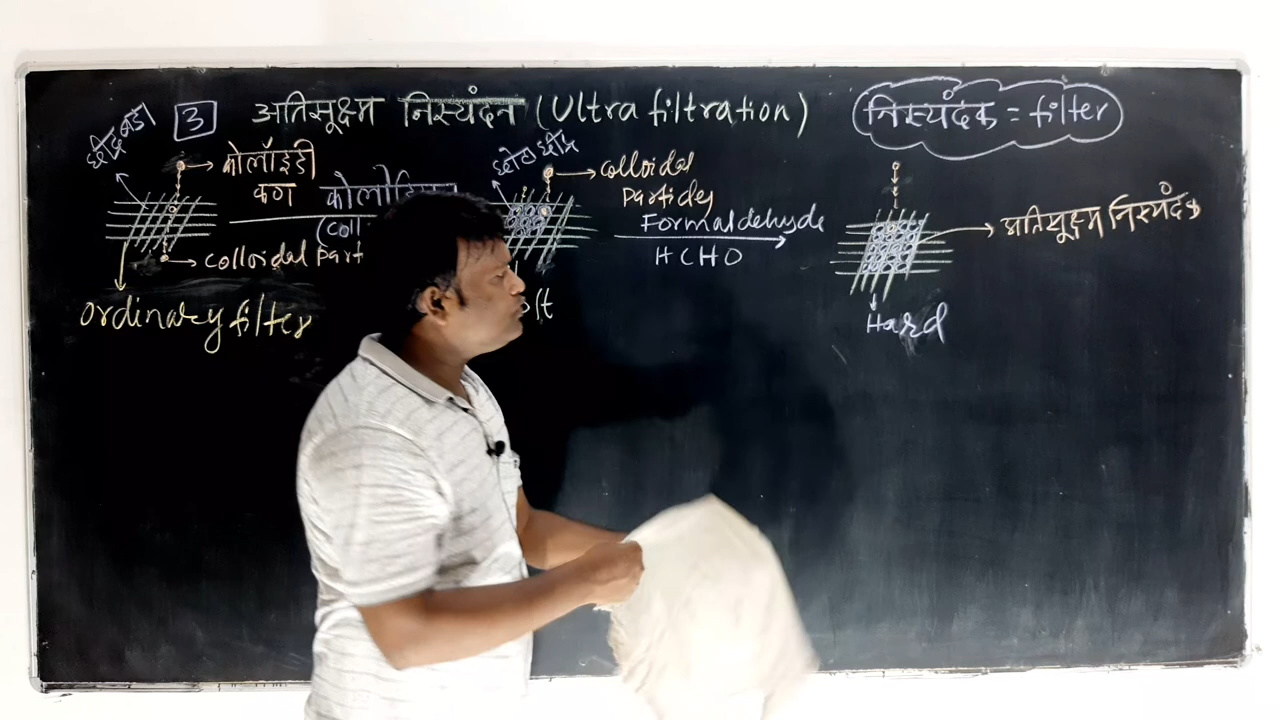 3 अतिसूक्ष्म निस्यंदन (Ultra filtration)
निस्यंदक = filter
छीद्र बड़ा
कोलॉइडी
कण
colloidal Part
ordinary filter
छोटा छीद्र
colloidal
Particles
Formaldehyde
HCHO
अतिसूक्ष्म निस्यंदक
Hard